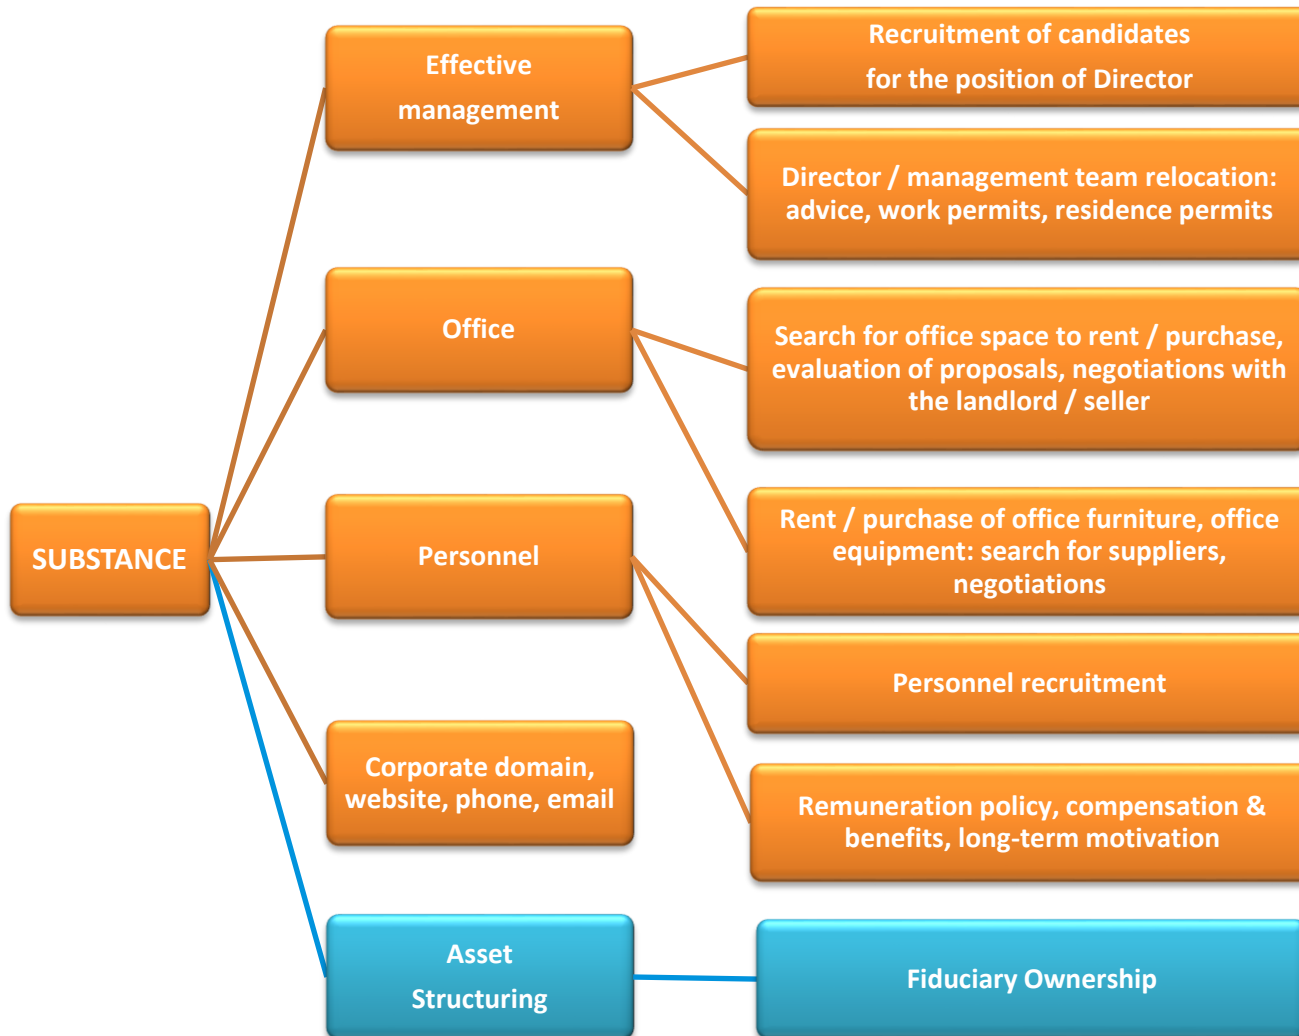 SUBSTANCE
Effective
management
Recruitment of candidates
for the position of Director
Director / management team relocation:
advice, work permits, residence permits
Office
Search for office space to rent / purchase,
evaluation of proposals, negotiations with
the landlord / seller
Rent / purchase of office furniture, office
equipment: search for suppliers,
negotiations
Personnel
Personnel recruitment
Remuneration policy, compensation &
benefits, long-term motivation
Corporate domain,
website, phone, email
Asset
Structuring
Fiduciary Ownership